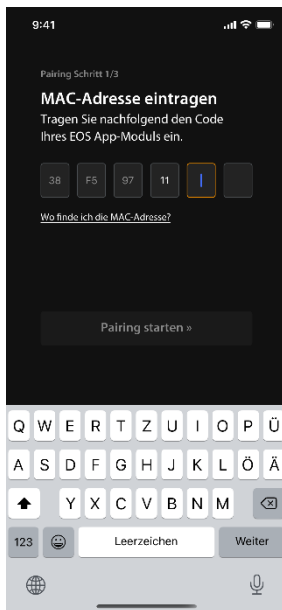 9:41
Pairing Schritt 1/3
MAC-Adresse eintragen
Tragen Sie nachfolgend den Code
Ihres EOS App-Moduls ein.
38 F5 97 11
Wo finde ich die MAC-Adresse?
Pairing starten »
Q W E R T Z U I O P Ü
A S D F G H J K L Ö Ä
Y X C V B N M
123 Leerzeichen Weiter